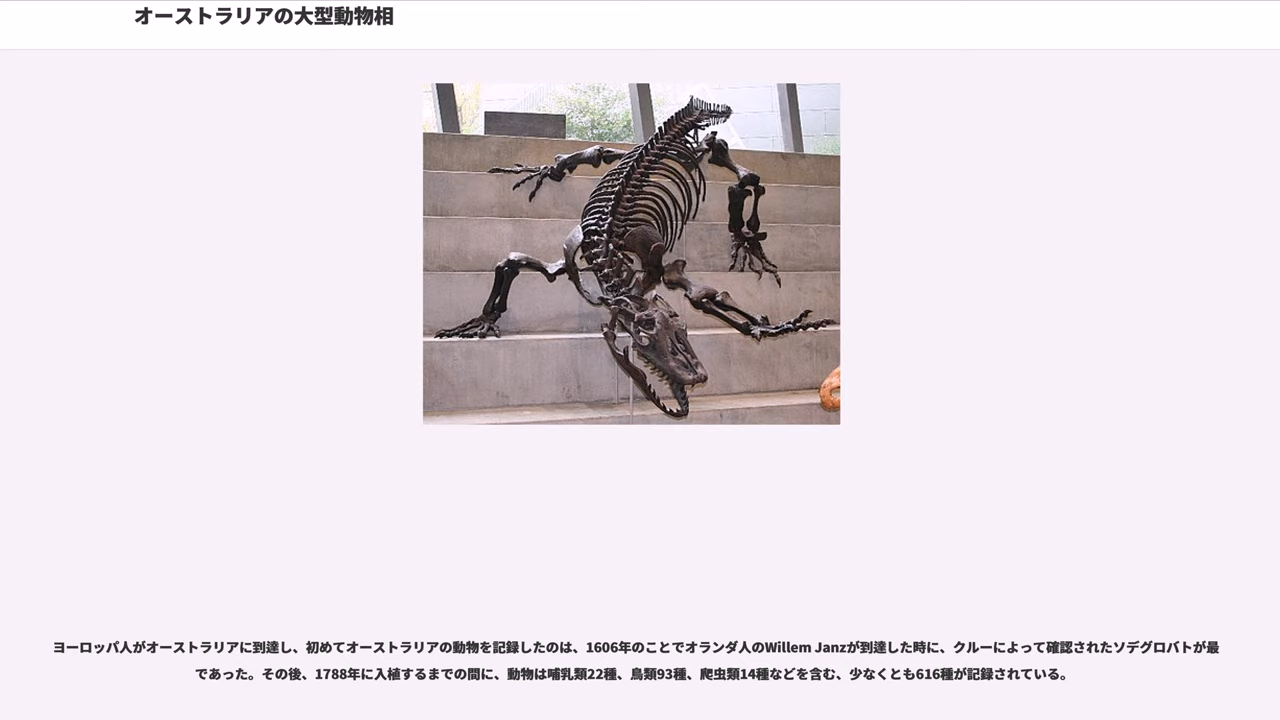 オーストラリアの大型動物相
ヨーロッパ人がオーストラリアに到達し、初めてオーストラリアの動物を記録したのは、1606年のことでオランダ人のWillem Janzが到達した時に、クルーによって確認されたソデグロバトが最
であった。その後、1788年に入植するまでの間に、動物は哺乳類22種、鳥類93種、爬虫類14種などを含む、少なくとも616種が記録されている。